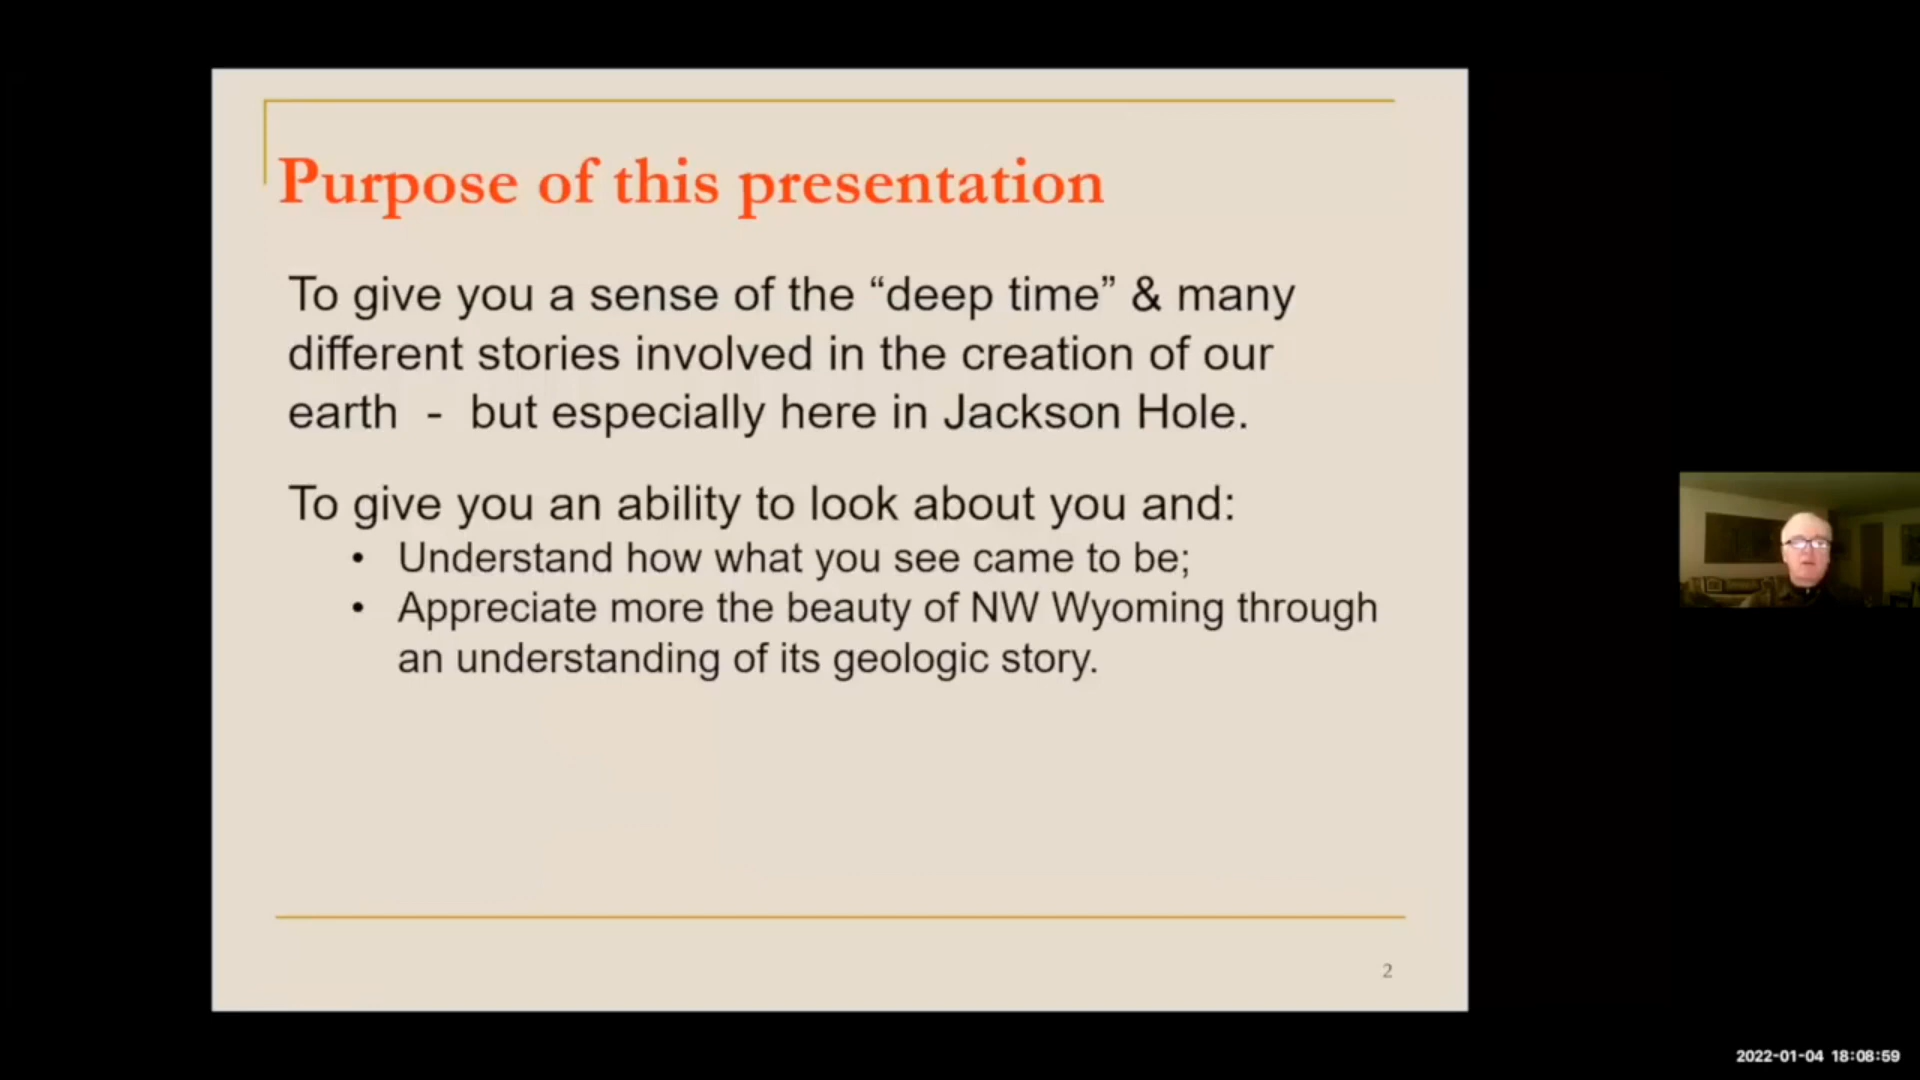 Purpose of this presentation
To give you a sense of the “deep time” & many
different stories involved in the creation of our
earth - but especially here in Jackson Hole.
To give you an ability to look about you and:
• Understand how what you see came to be;
• Appreciate more the beauty of NW Wyoming through
an understanding of its geologic story.
2
2022-01-04 18:08:59